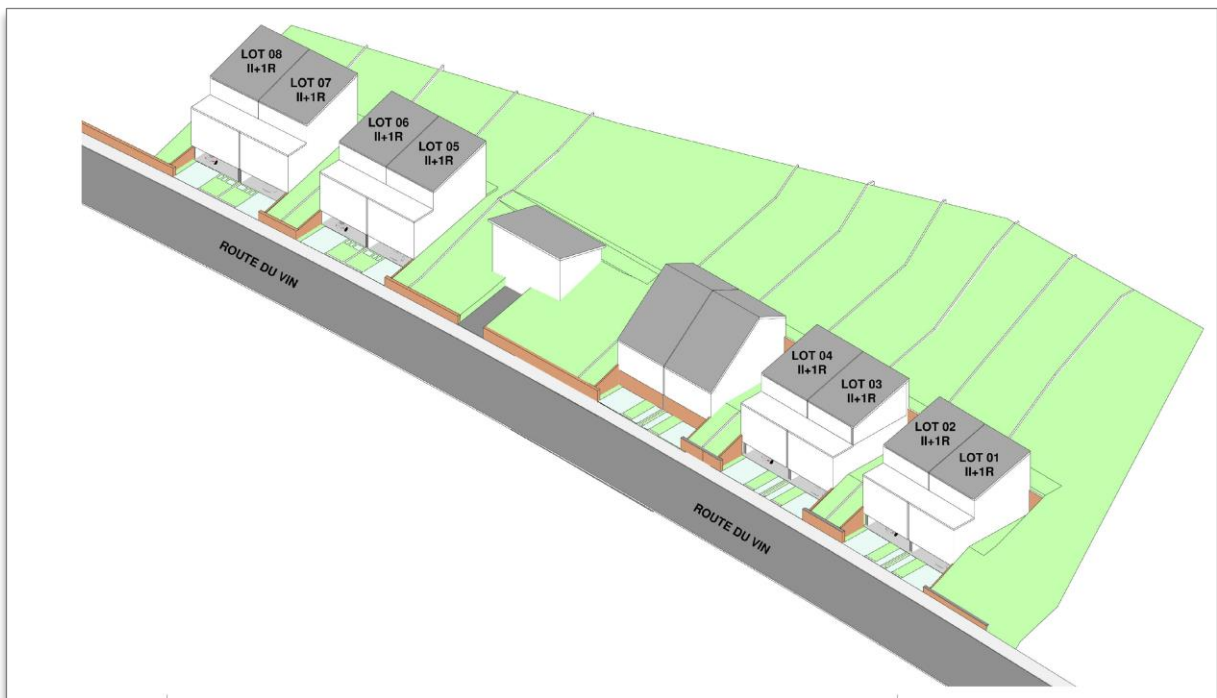 LOT 08
II+1R
LOT 07
II+1R
LOT 06
II+1R
LOT 05
II+1R
ROUTE DU VIN
LOT 04
II+1R
LOT 03
II+1R
LOT 02
II+1R
LOT 01
II+1R
ROUTE DU VIN